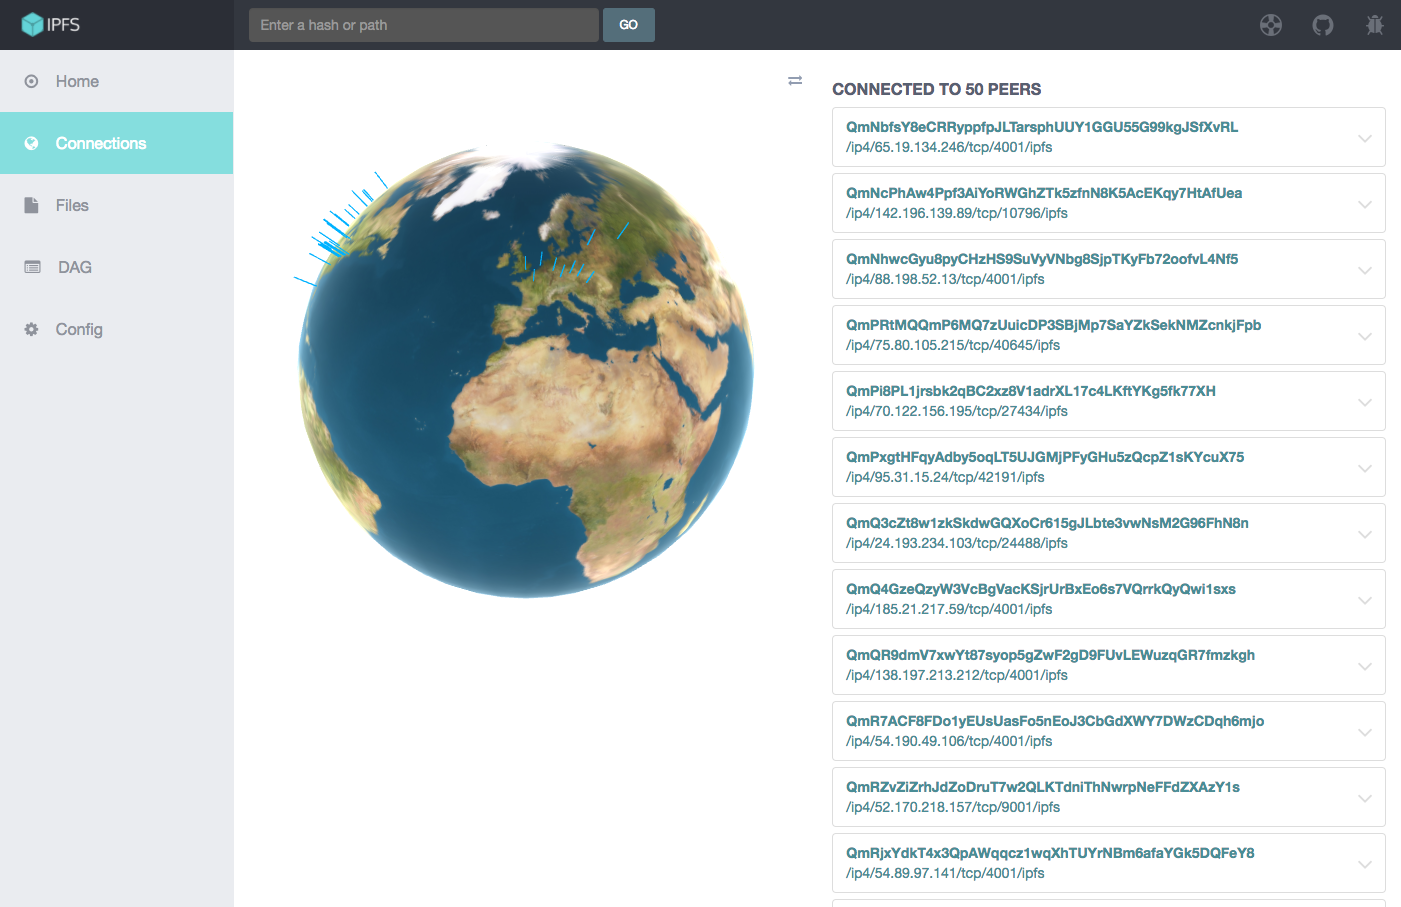 IPFS
Enter a hash or path
GO
Home
Connections
Files
DAG
Config
CONNECTED TO 50 PEERS
QmNbfsY8eCRRyppfpJLTarsphUUY1GGU55G99kgJSfXvRL
/ip4/65.19.134.246/tcp/4001/ipfs
QmNcPhAw4Ppf3AiYoRWGhZTk5zfnN8K5AcEKqy7HtAfUea
/ip4/142.196.139.89/tcp/10796/ipfs
QmNhwcGyu8pyCHzHS9SuVyVNbg8SjpTKyFb72oofvL4Nf5
/ip4/88.198.52.13/tcp/4001/ipfs
QmPRtMQQmP6MQ7zUuicDP3SBjMp7SaYZkSekNMZcnkjFpb
/ip4/75.80.105.215/tcp/40645/ipfs
QmPi8PL1jrsbk2qBC2xz8V1adrXL17c4LKftYKg5fk77XH
/ip4/70.122.156.195/tcp/27434/ipfs
QmPxgtHFqyAdby5oqLT5UJGMjPFyGHu5zQcpZ1sKYcuX75
/ip4/95.31.15.24/tcp/42191/ipfs
QmQ3cZt8w1zkSkdwGQXoCr615gJLbte3vwNsM2G96FhN8n
/ip4/24.193.234.103/tcp/24488/ipfs
QmQ4GzeQzyW3VcBgVacKSjrUrBxEo6s7VQrrkQyQwi1sxs
/ip4/185.21.217.59/tcp/4001/ipfs
QmQR9dmV7xwYt87syop5gZwF2gD9FUvLEWuzqGR7fmzkgh
/ip4/138.197.213.212/tcp/4001/ipfs
QmR7ACF8FDo1yEUsUasFo5nEoJ3CbGdXWY7DWzCDqh6mjo
/ip4/54.190.49.106/tcp/4001/ipfs
QmRZvZiZrhJdZoDruT7w2QLKTdniThNwrpNeFFdZXAzY1s
/ip4/52.170.218.157/tcp/9001/ipfs
QmRjxYdkT4x3QpAWqqcz1wqXhTUYrNBm6afaYGk5DQFeY8
/ip4/54.89.97.141/tcp/4001/ipfs